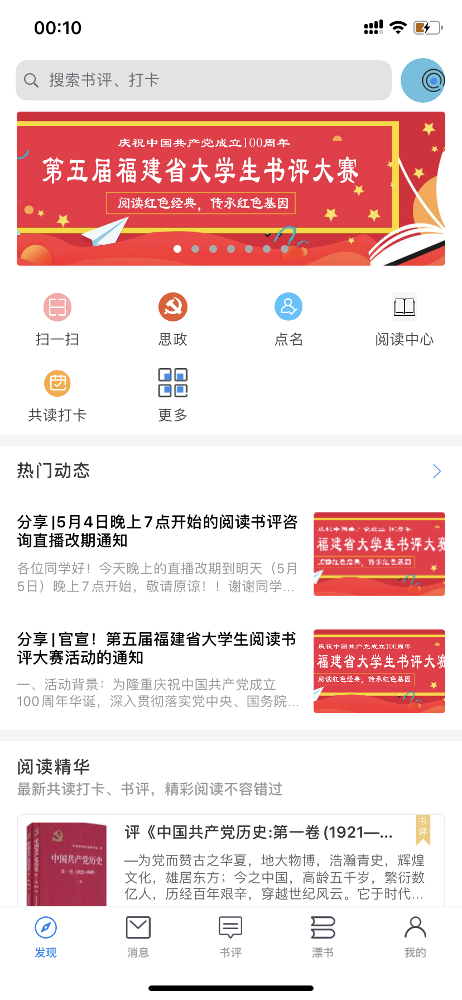 00:10
搜索书评、打卡
庆祝中国共产党成立100周年
第五届福建省大学生书评大赛
阅读红色经典，传承红色基因
扫一扫
思政
点名
阅读中心
共读打卡
更多
热门动态
分享|5月4日晚上7点开始的阅读书评咨
询直播改期通知
各位同学好！今天晚上的直播改期到明天（5月
5日）晚上7点开始，敬请原谅！！谢谢同学...
福建省大学生书评大赛
分享|官宣！第五届福建省大学生阅读书
评大赛活动的通知
一、活动背景：为隆重庆祝中国共产党成立
100周年华诞，深入贯彻落实党中央、国务院...
庆祝中国共产党成立100周年
福建省大学生书评大赛
阅读红色经典，传承红色基因
阅读精华
最新共读打卡、书评，精彩阅读不容错过
中国共产党历史
评《中国共产党历史:第一卷(1921—...
书评
—为党而赞古之华夏，地大物博，浩瀚青史，辉煌
文化，雄居东方；今之中国，高龄五千岁，繁衍数
亿人，历经百年艰辛，穿越世纪风云。它于时代...
发现
消息
书评
漂书
我的